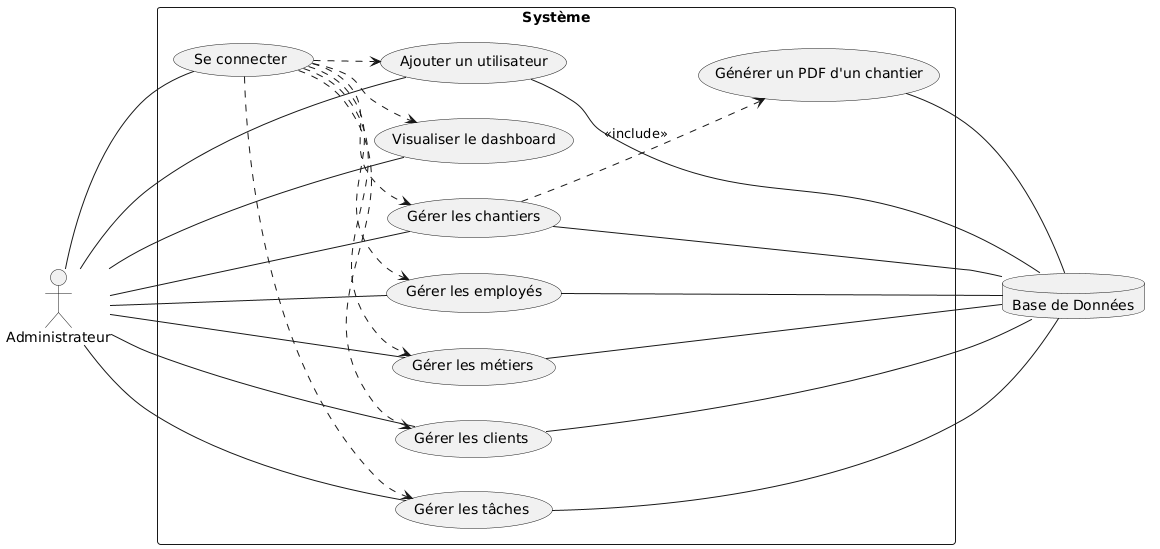 Système
Se connecter
Ajouter un utilisateur
Générer un PDF d'un chantier
Visualiser le dashboard
«include»
Gérer les chantiers
Gérer les employés
Base de Données
Administrateur
Gérer les métiers
Gérer les clients
Gérer les tâches